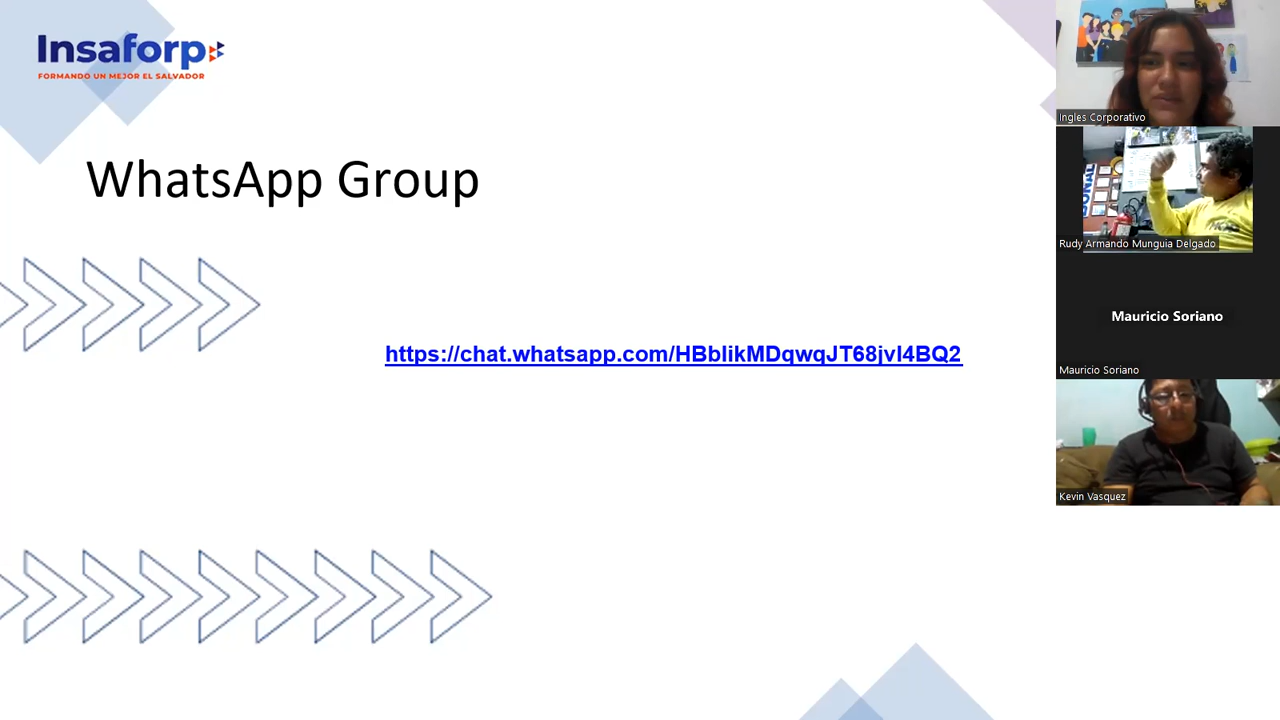 Insaforp
FORMANDO UN MEJOR EL SALVADOR
WhatsApp Group
https://chat.whatsapp.com/HBblikMDqwqJT68jvI4BQ2
Ingles Corporativo
Rudy Armando Munguia Delgado
Mauricio Soriano
Mauricio Soriano
Kevin Vasquez